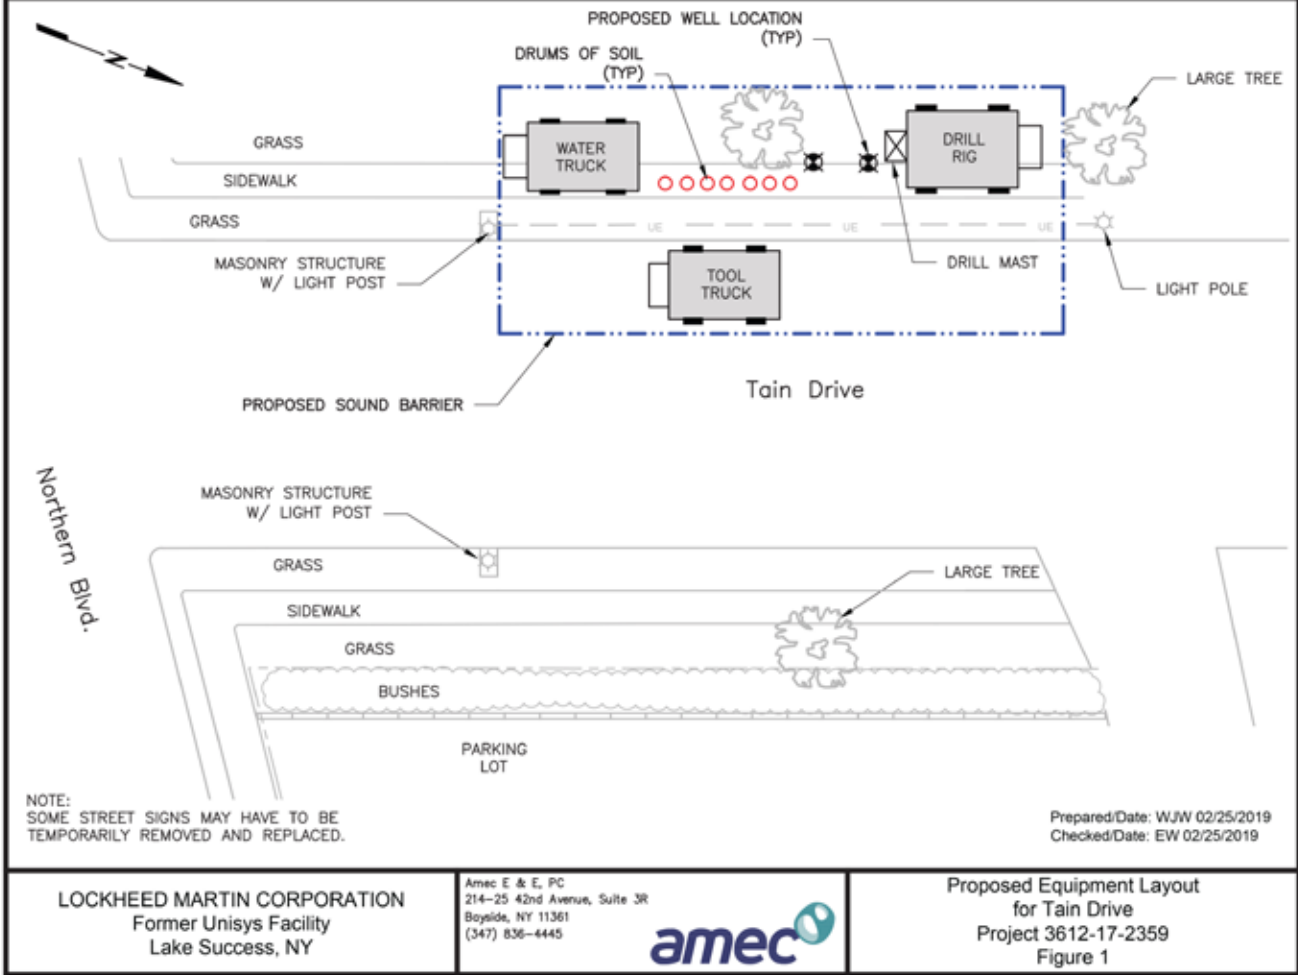 PROPOSED WELL LOCATION
(TYP)
DRUMS OF SOIL
(TYP)
N
LARGE TREE
GRASS
WATER
TRUCK
DRILL
RIG
SIDEWALK
GRASS
UE
UE
UE
MASONRY STRUCTURE
W/ LIGHT POST
TOOL
TRUCK
DRILL MAST
LIGHT POLE
PROPOSED SOUND BARRIER
Tain Drive
Northern Blvd.
MASONRY STRUCTURE
W/ LIGHT POST
GRASS
LARGE TREE
SIDEWALK
GRASS
BUSHES
PARKING
LOT
NOTE:
SOME STREET SIGNS MAY HAVE TO BE
TEMPORARILY REMOVED AND REPLACED.
Prepared/Date: WJW 02/25/2019
Checked/Date: EW 02/25/2019
LOCKHEED MARTIN CORPORATION
Former Unisys Facility
Lake Success, NY
Amec E & E, PC
214-25 42nd Avenue, Suite 3R
Bayside, NY 11361
(347) 836-4445
amec
Proposed Equipment Layout
for Tain Drive
Project 3612-17-2359
Figure 1